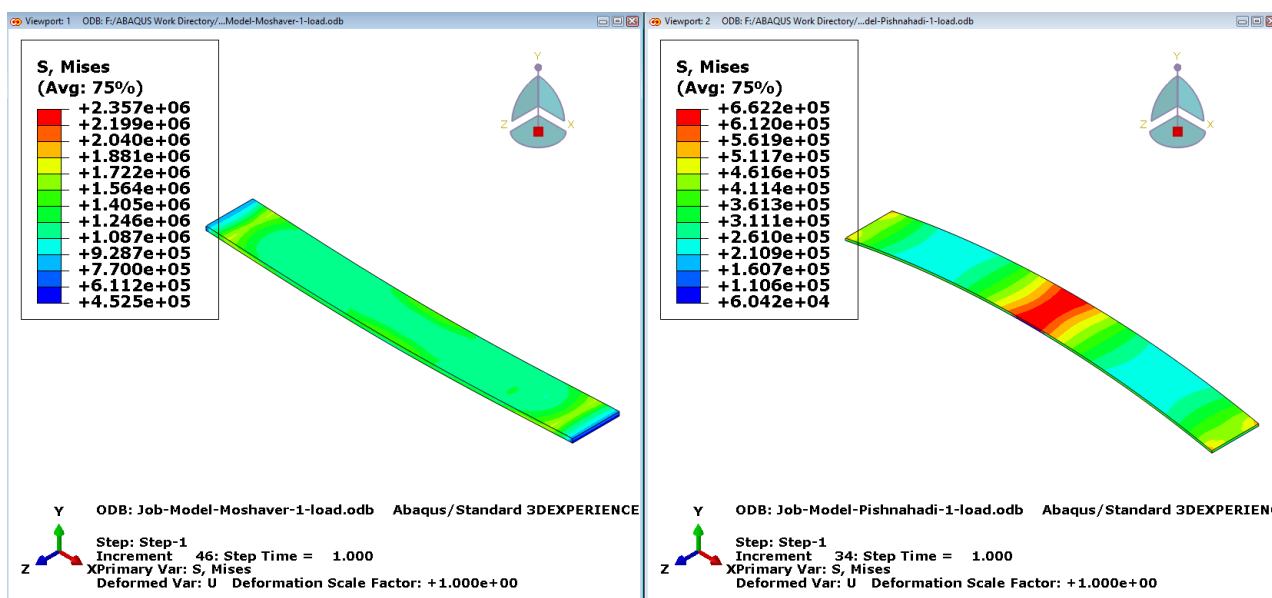 Viewport: 1 ODB: F:/ABAQUS Work Directory/...Model-Moshaver-1-load.odb
S, Mises
(Avg: 75%)
+2.357e+06
+2.199e+06
+2.040e+06
+1.881e+06
+1.722e+06
+1.564e+06
+1.405e+06
+1.246e+06
+1.087e+06
+9.287e+05
+7.700e+05
+6.112e+05
+4.525e+05
Y
Z
X
Y
Z
X
ODB: Job-Model-Moshaver-1-load.odb Abaqus/Standard 3DEXPERIENCE
Step: Step-1
Increment 46: Step Time = 1.000
Primary Var: S, Mises
Deformed Var: U Deformation Scale Factor: +1.000e+00
Viewport: 2 ODB: F:/ABAQUS Work Directory/...del-Pishnahadi-1-load.odb
S, Mises
(Avg: 75%)
+6.622e+05
+6.120e+05
+5.619e+05
+5.117e+05
+4.616e+05
+4.114e+05
+3.613e+05
+3.111e+05
+2.610e+05
+2.109e+05
+1.607e+05
+1.106e+05
+6.042e+04
Y
Z
X
Y
Z
X
ODB: Job-Model-Pishnahadi-1-load.odb Abaqus/Standard 3DEXPERIEN
Step: Step-1
Increment 34: Step Time = 1.000
Primary Var: S, Mises
Deformed Var: U Deformation Scale Factor: +1.000e+00